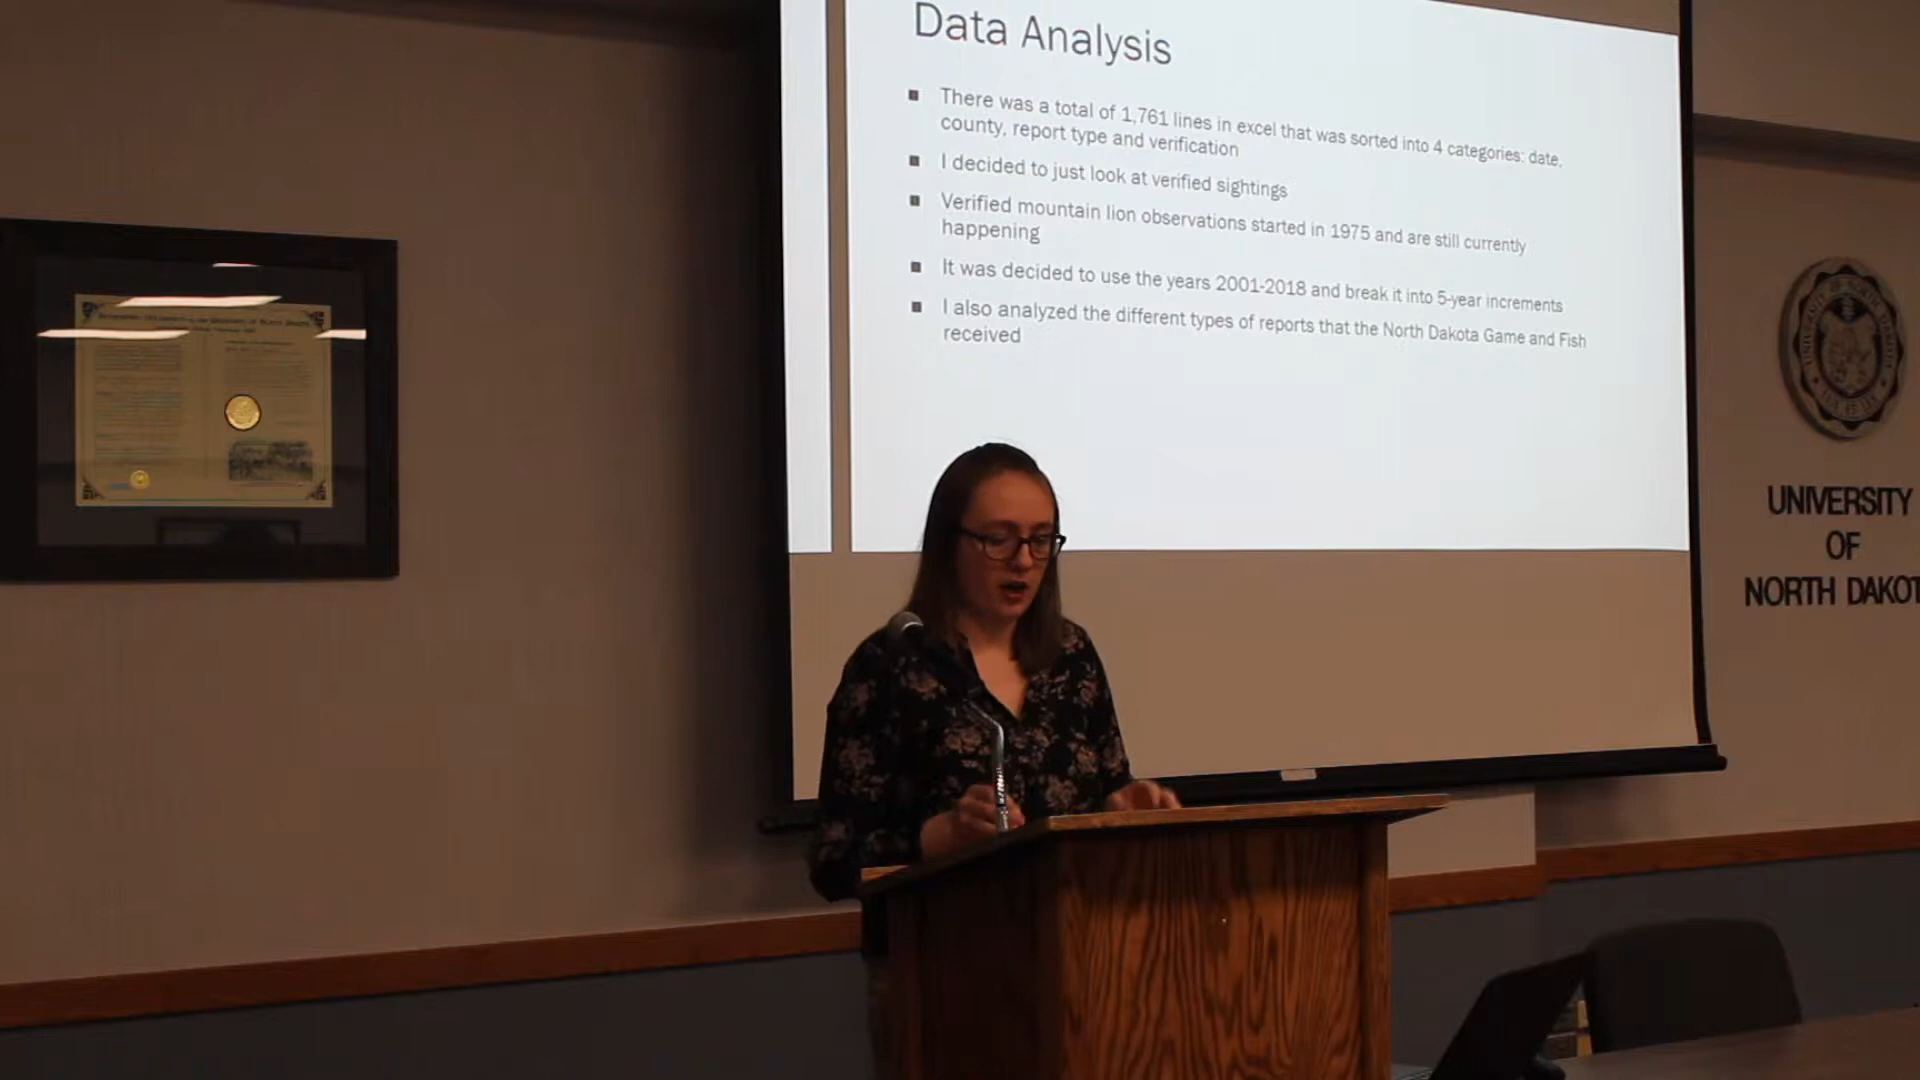 Data Analysis
There was a total of 1,761 lines in excel that was sorted into 4 categories: date,
county, report type and verification
I decided to just look at verified sightings
Verified mountain lion observations started in 1975 and are still currently
happening
It was decided to use the years 2001-2018 and break it into 5-year increments
I also analyzed the different types of reports that the North Dakota Game and Fish
received
UNIVERSITY
OF
NORTH DAKOT